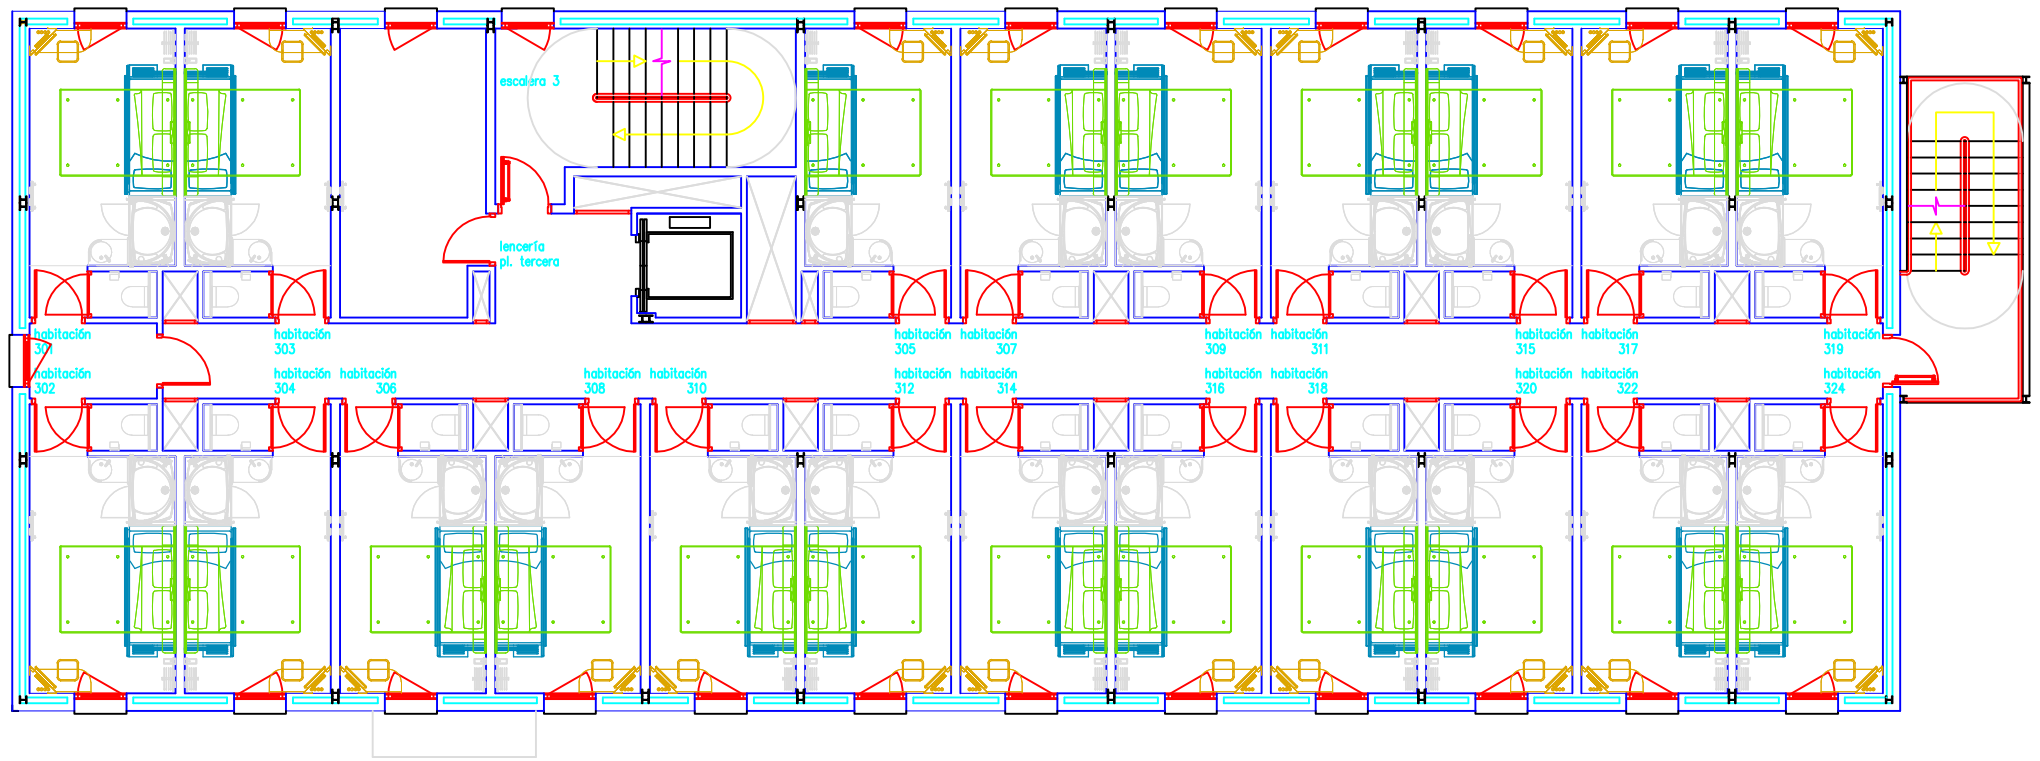 escalera 3
lencería
pl. tercera
habitación
301
habitación
303
habitación
305
habitación
307
habitación
309
habitación
311
habitación
315
habitación
317
habitación
319
habitación
302
habitación
304
habitación
306
habitación
308
habitación
310
habitación
312
habitación
314
habitación
316
habitación
318
habitación
320
habitación
322
habitación
324